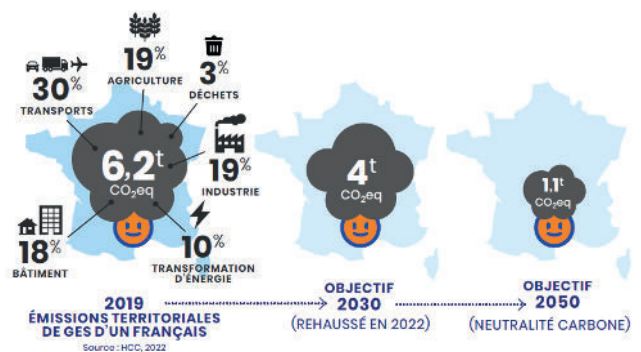 30%
TRANSPORTS
19%
AGRICULTURE
3%
DÉCHETS
6,2t
CO₂eq
19%
INDUSTRIE
18%
BÂTIMENT
10%
TRANSFORMATION
D'ÉNERGIE
2019
ÉMISSIONS TERRITORIALES
DE GES D'UN FRANÇAIS
Source : HCC, 2022
4t
CO₂eq
OBJECTIF
2030
(REHAUSSÉ EN 2022)
1,1t
CO₂eq
OBJECTIF
2050
(NEUTRALITÉ CARBONE)